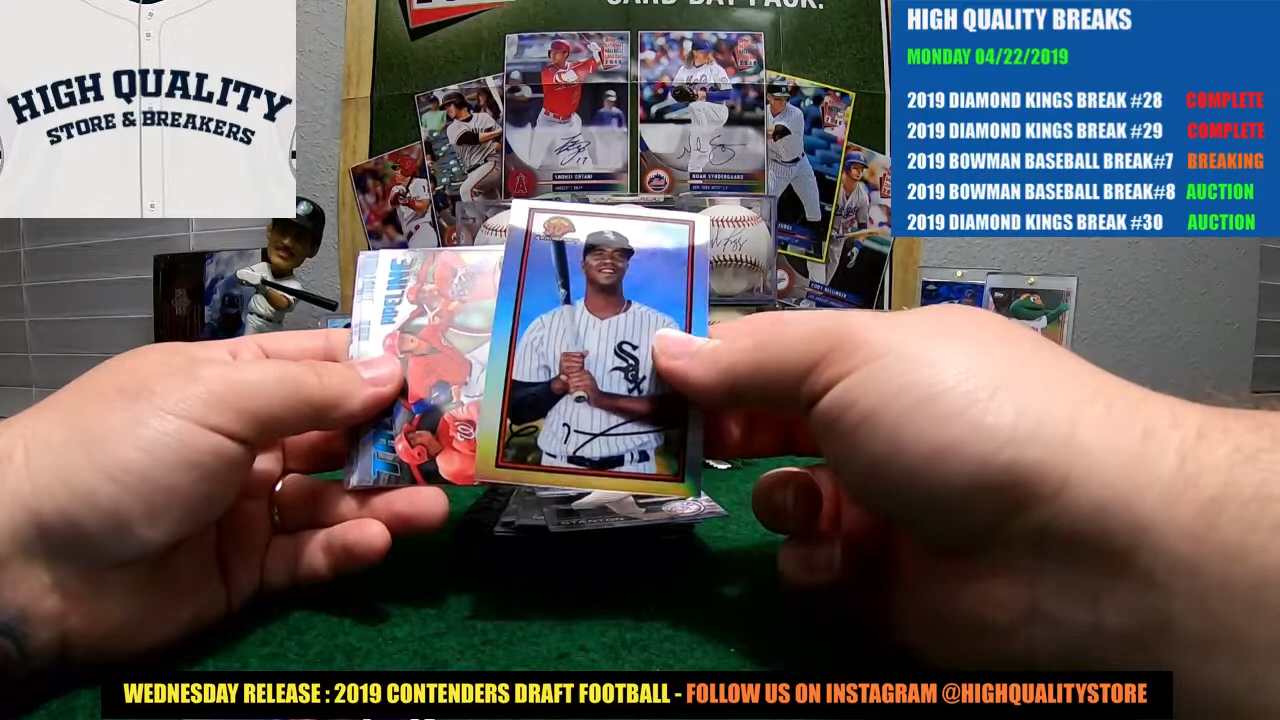 CARD DAY PACK.
HIGH QUALITY
STORE & BREAKERS
HIGH QUALITY BREAKS
MONDAY 04/22/2019
2019 DIAMOND KINGS BREAK #28 COMPLETE
2019 DIAMOND KINGS BREAK #29 COMPLETE
2019 BOWMAN BASEBALL BREAK#7 BREAKING
2019 BOWMAN BASEBALL BREAK#8 AUCTION
2019 DIAMOND KINGS BREAK #30 AUCTION
SHOHEI OHTANI
NOAH SYNDERGAARD
CODY BELLINGER
STANTON
WEDNESDAY RELEASE : 2019 CONTENDERS DRAFT FOOTBALL - FOLLOW US ON INSTAGRAM @HIGHQUALITYSTORE